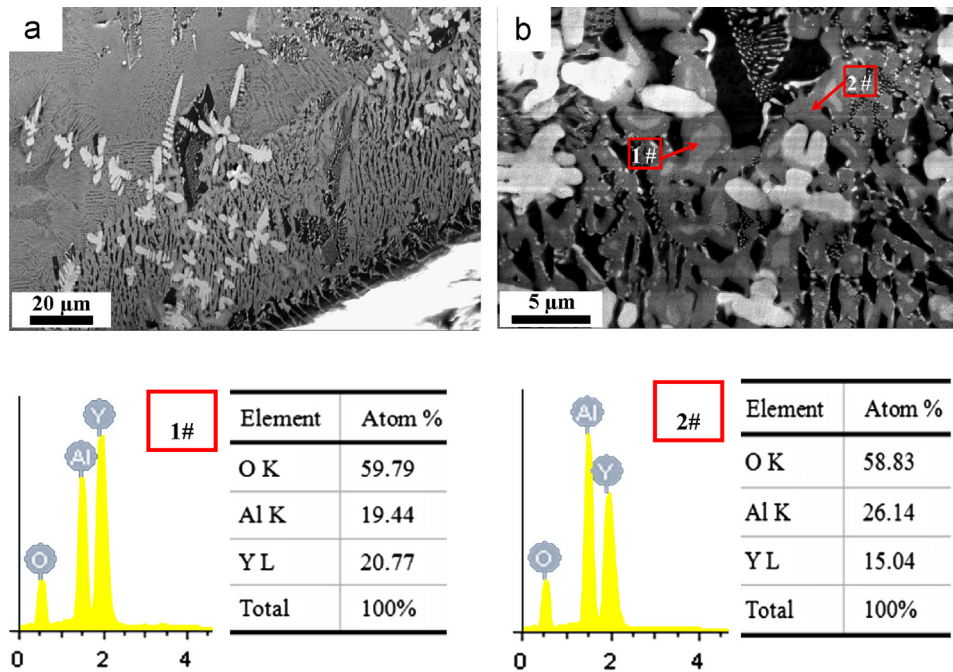 a
20 μm
b
1#
2#
5 μm
O
Al
Y
1#
0 2 4
Element Atom %
O K 59.79
Al K 19.44
Y L 20.77
Total 100%
O
Al
Y
2#
0 2 4
Element Atom %
O K 58.83
Al K 26.14
Y L 15.04
Total 100%